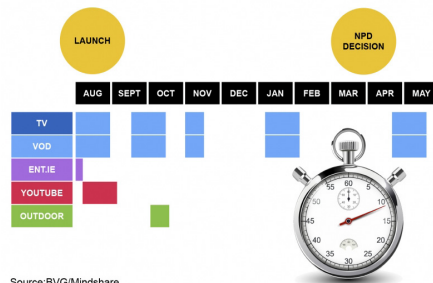 LAUNCH
NPD
DECISION
AUG SEPT OCT NOV DEC JAN FEB MAR APR MAY
TV
VOD
ENT.IE
YOUTUBE
OUTDOOR
60
55
50 10
45 15
40 20
35 25
30
Source:BVG/Mindshare